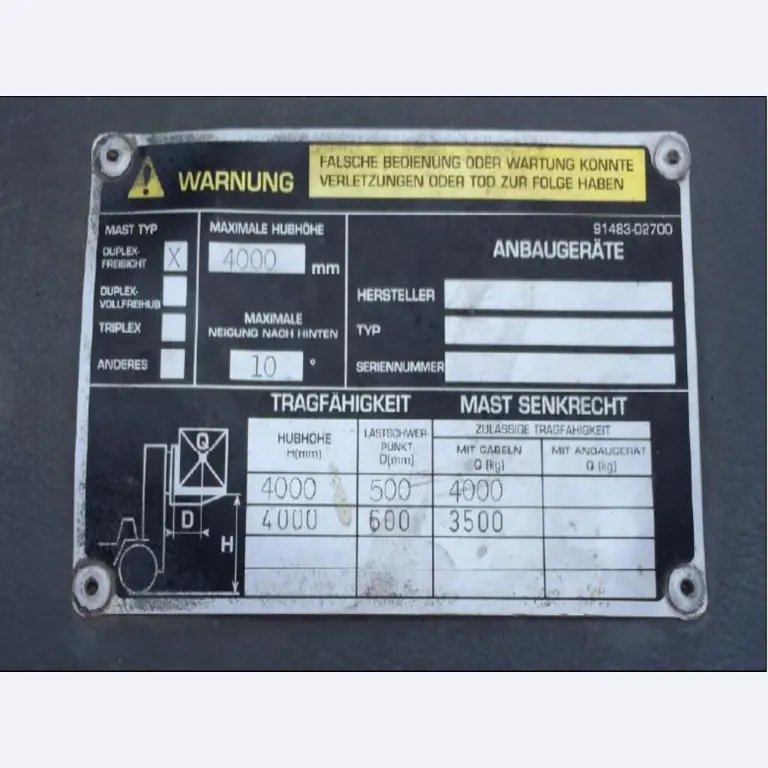 WARNUNG
FALSCHE BEDIENUNG ODER WARTUNG KONNTE
VERLETZUNGEN ODER TOD ZUR FOLGE HABEN
MAST TYP
DUPLEX-
FREISICHT X
DUPLEX-
VOLLFREIHUB
TRIPLEX
ANDERES
MAXIMALE HUBHÖHE
4000 mm
MAXIMALE
NEIGUNG NACH HINTEN
10 °
91483-02700
ANBAUGERÄTE
HERSTELLER
TYP
SERIENNUMMER
TRAGFÄHIGKEIT MAST SENKRECHT
HUBHÖHE
H(mm)
LASTSCHWER-
PUNKT
D(mm)
ZULÄSSIGE TRAGFAHIGKEIT
MIT GABELN
Q (kg)
MIT ANBAUGERÄT
Q (kg)
4000 500 4000
4000 600 3500
Q
D
H